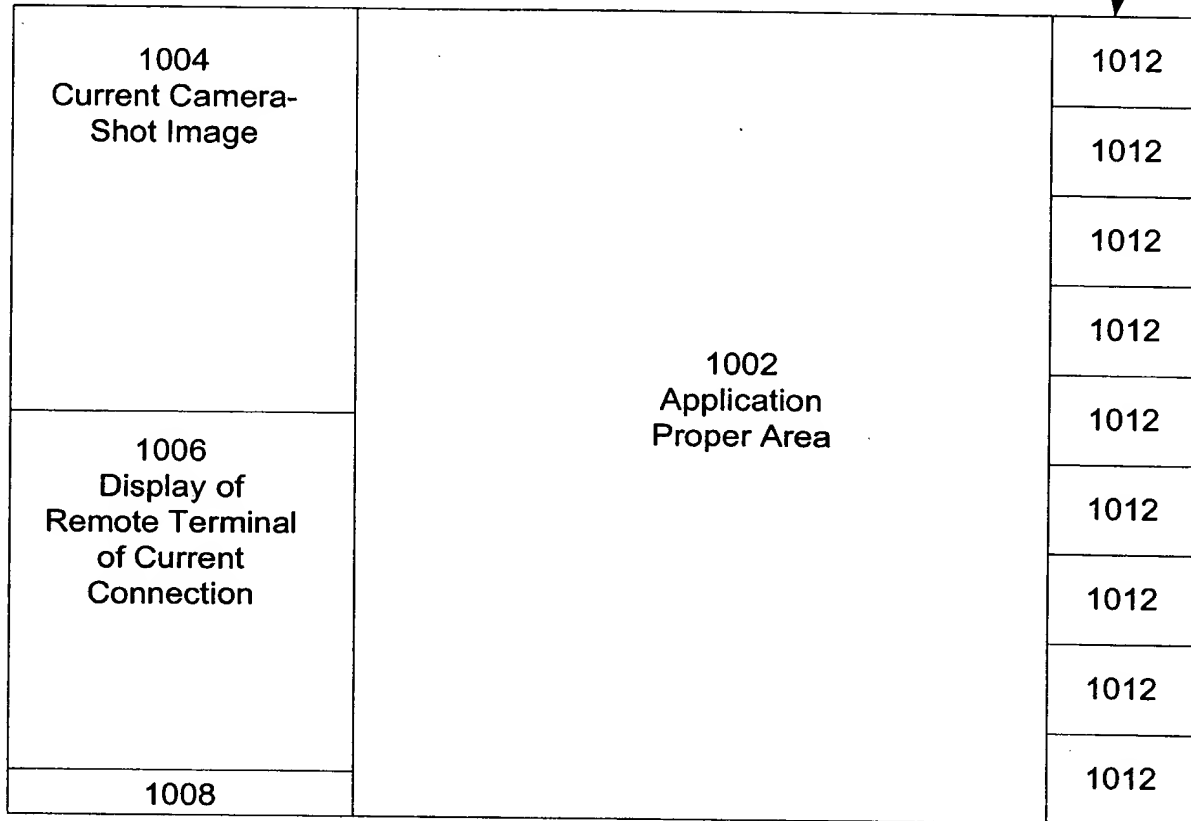 1004
Current Camera-
Shot Image
1006
Display of
Remote Terminal
of Current
Connection
1008
1002
Application
Proper Area
1012
1012
1012
1012
1012
1012
1012
1012
1012